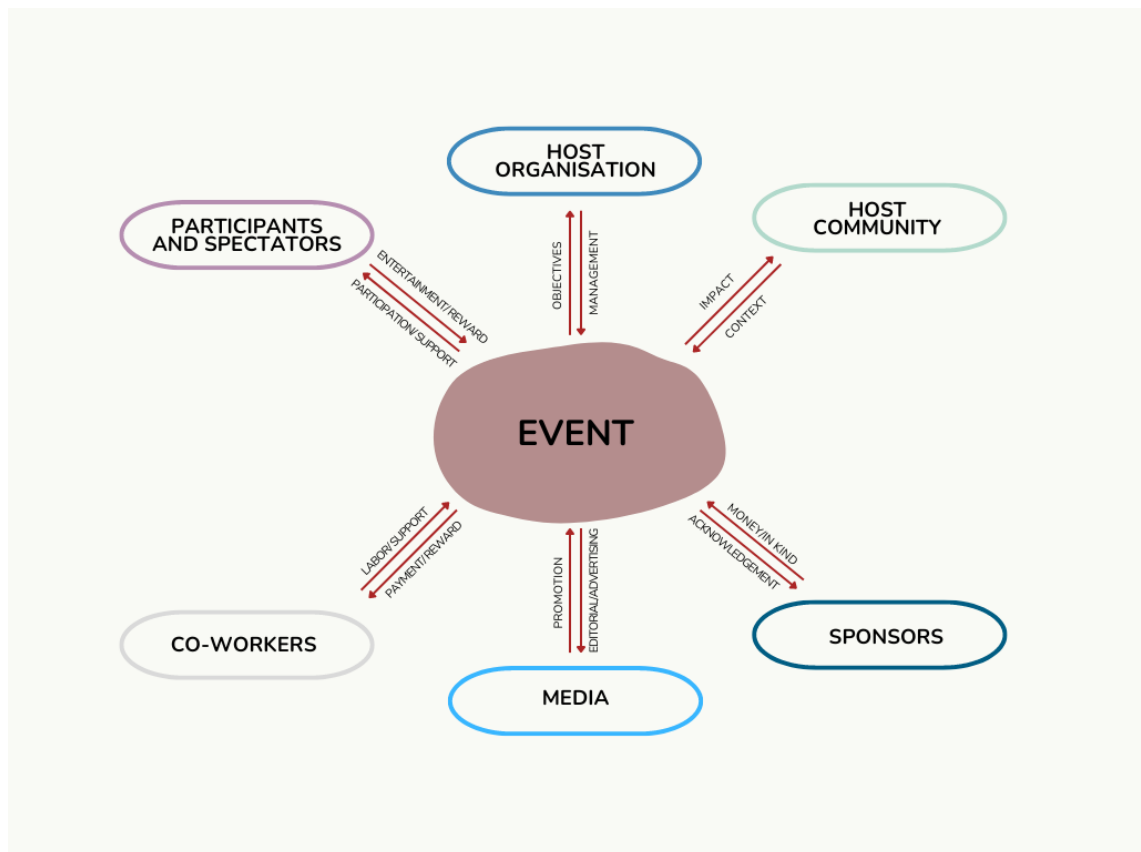 HOST
ORGANISATION
HOST
COMMUNITY
PARTICIPANTS
AND SPECTATORS
ENTERTAINMENT/REWARD
PARTICIPATION/SUPPORT
OBJECTIVES
MANAGEMENT
IMPACT
CONTEXT
EVENT
LABOR/SUPPORT
PAYMENT/REWARD
PROMOTION
EDITORIAL/ADVERTISING
MONEY/IN KIND
ACKNOWLEDGEMENT
CO-WORKERS
MEDIA
SPONSORS